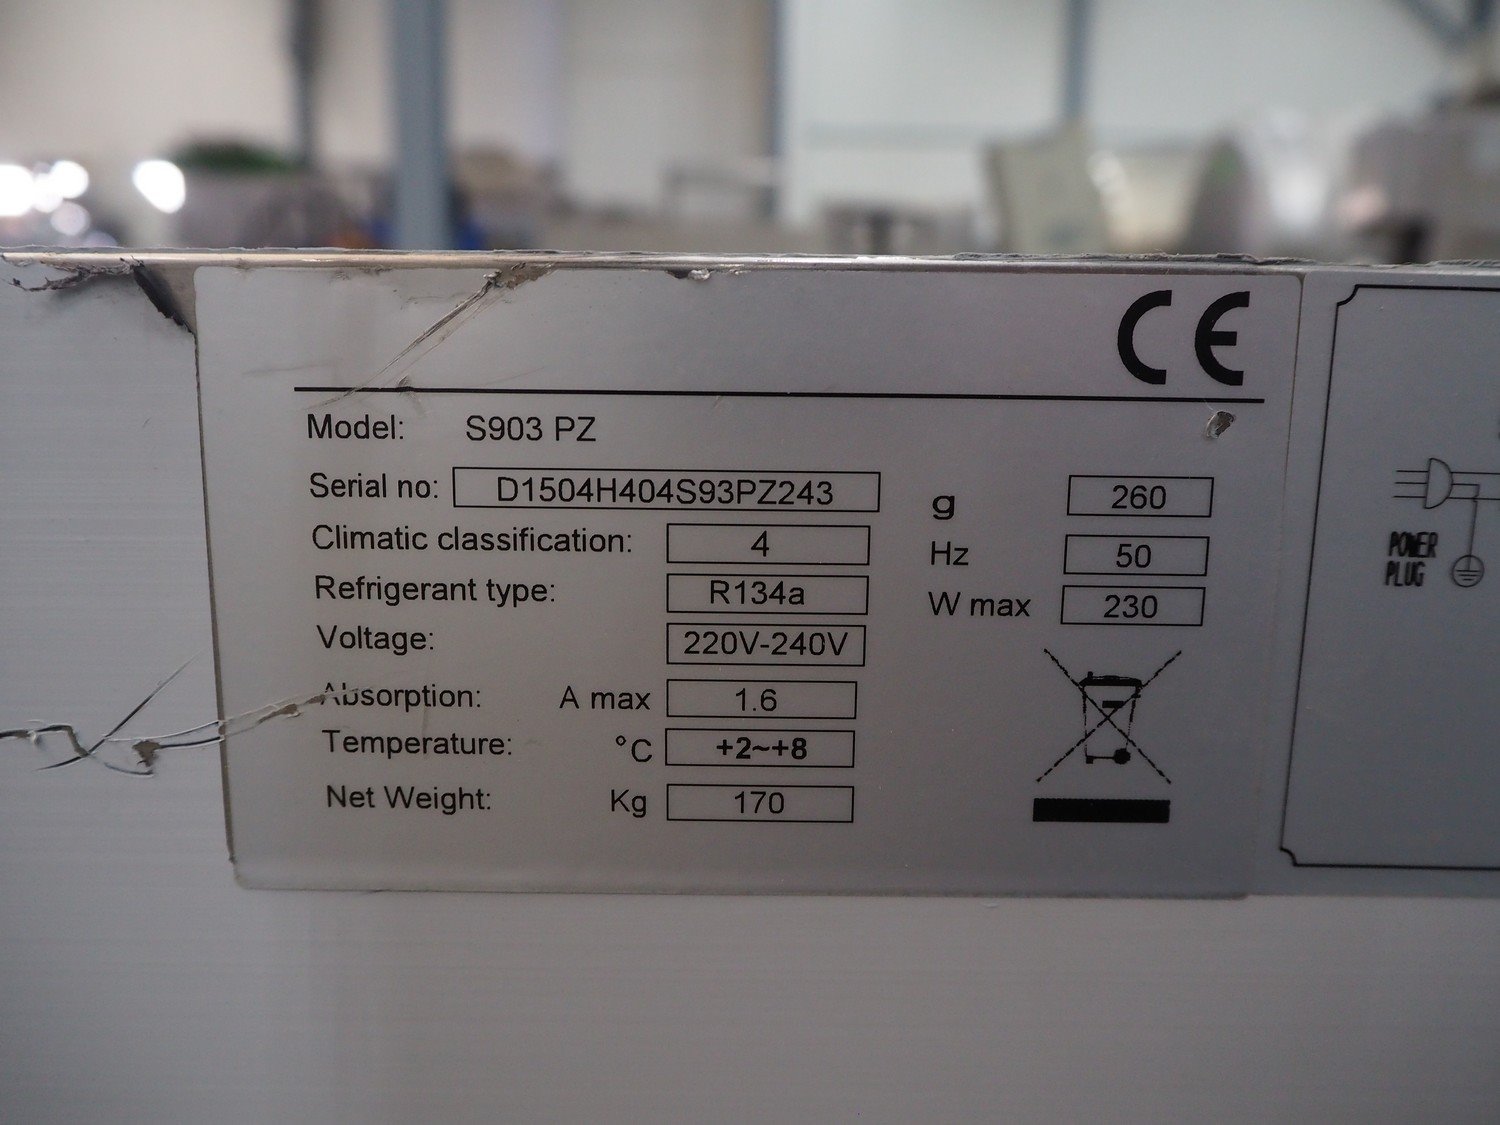 CE
Model: S903 PZ
Serial no: D1504H404S93PZ243
g 260
Climatic classification: 4
Hz 50
Refrigerant type: R134a
W max 230
Voltage: 220V-240V
Absorption: A max 1.6
Temperature: °C +2~+8
Net Weight: Kg 170
POWER
PLUG